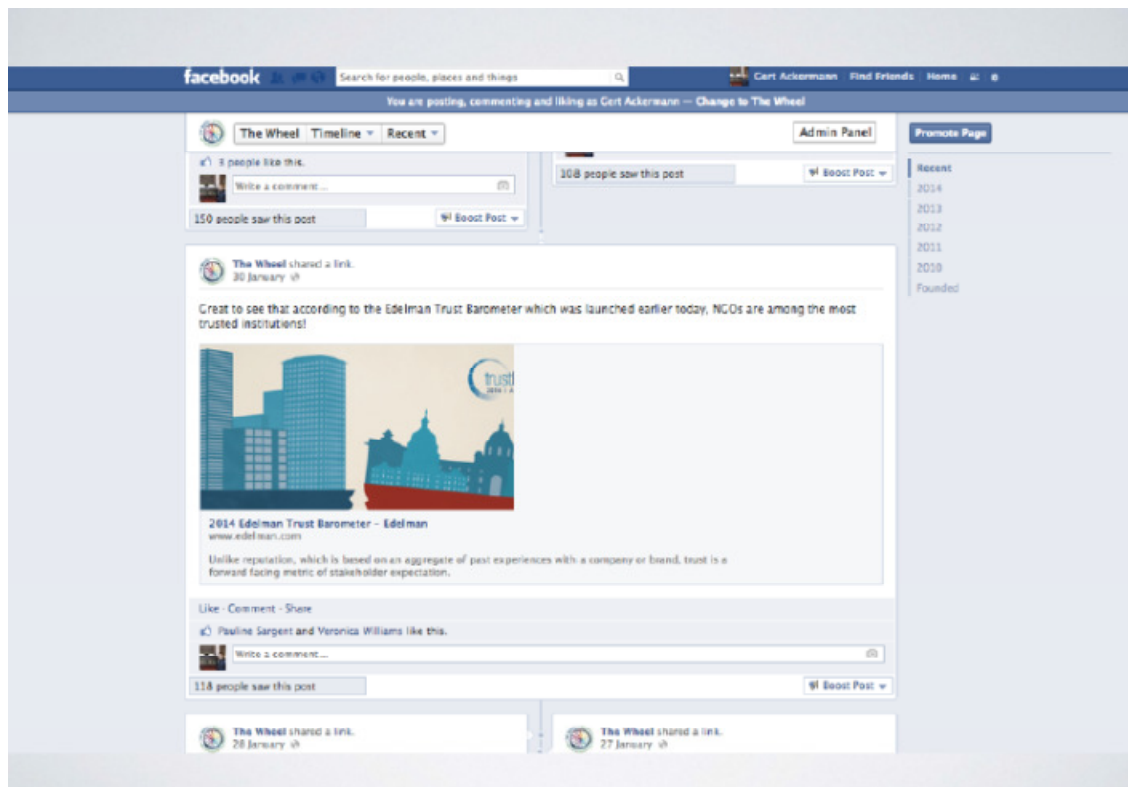 facebook
Search for people, places and things
Gert Ackermann Find Friends Home
You are posting, commenting and liking as Gert Ackermann — Change to The Wheel
The Wheel Timeline Recent
Admin Panel
Promote Page
3 people like this.
Write a comment...
150 people saw this post
Boost Post
108 people saw this post
Boost Post
Recent
2014
2013
2012
2011
2010
Founded
The Wheel shared a link.
30 January
Great to see that according to the Edelman Trust Barometer which was launched earlier today, NGOs are among the most
trusted institutions!
2014 Edelman Trust Barometer - Edelman
www.edelman.com
Unlike reputation, which is based on an aggregate of past experiences with a company or brand, trust is a
forward facing metric of stakeholder expectation.
Like · Comment · Share
Pauline Sargent and Veronica Williams like this.
Write a comment...
118 people saw this post
Boost Post
The Wheel shared a link.
28 January
The Wheel shared a link.
27 January